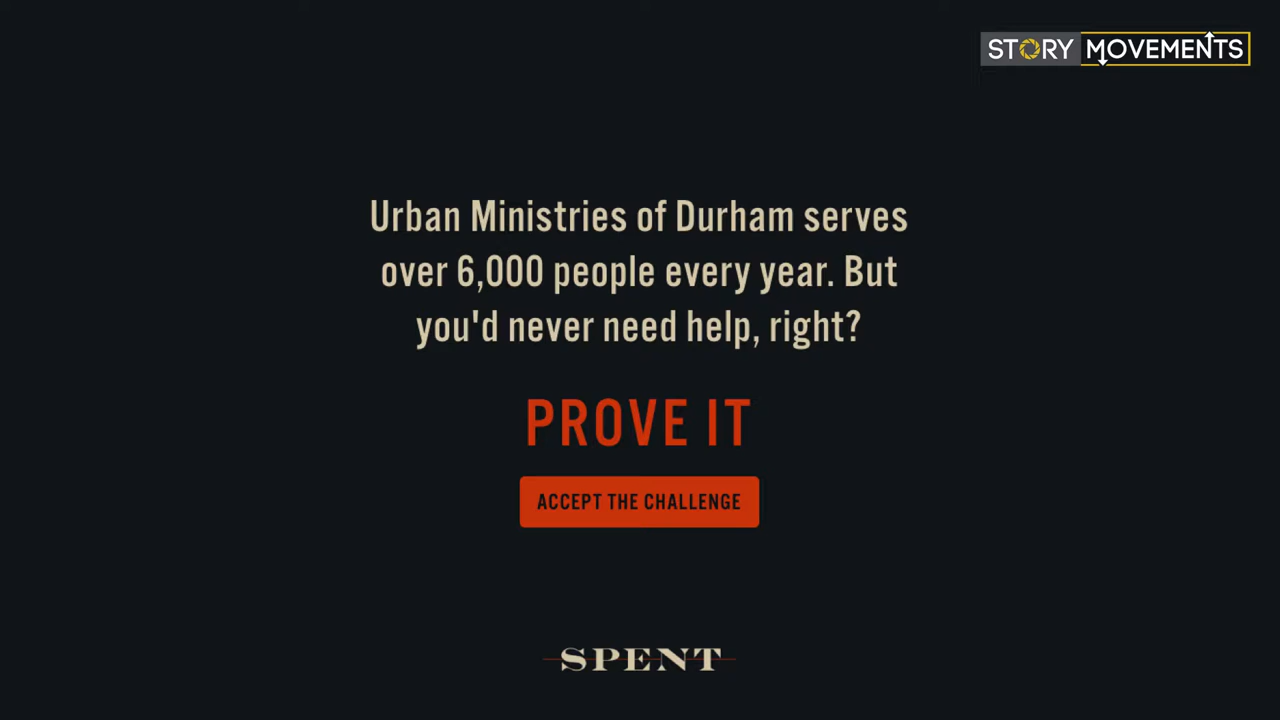 STORY MOVEMENTS
Urban Ministries of Durham serves
over 6,000 people every year. But
you'd never need help, right?
PROVE IT
ACCEPT THE CHALLENGE
SPENT